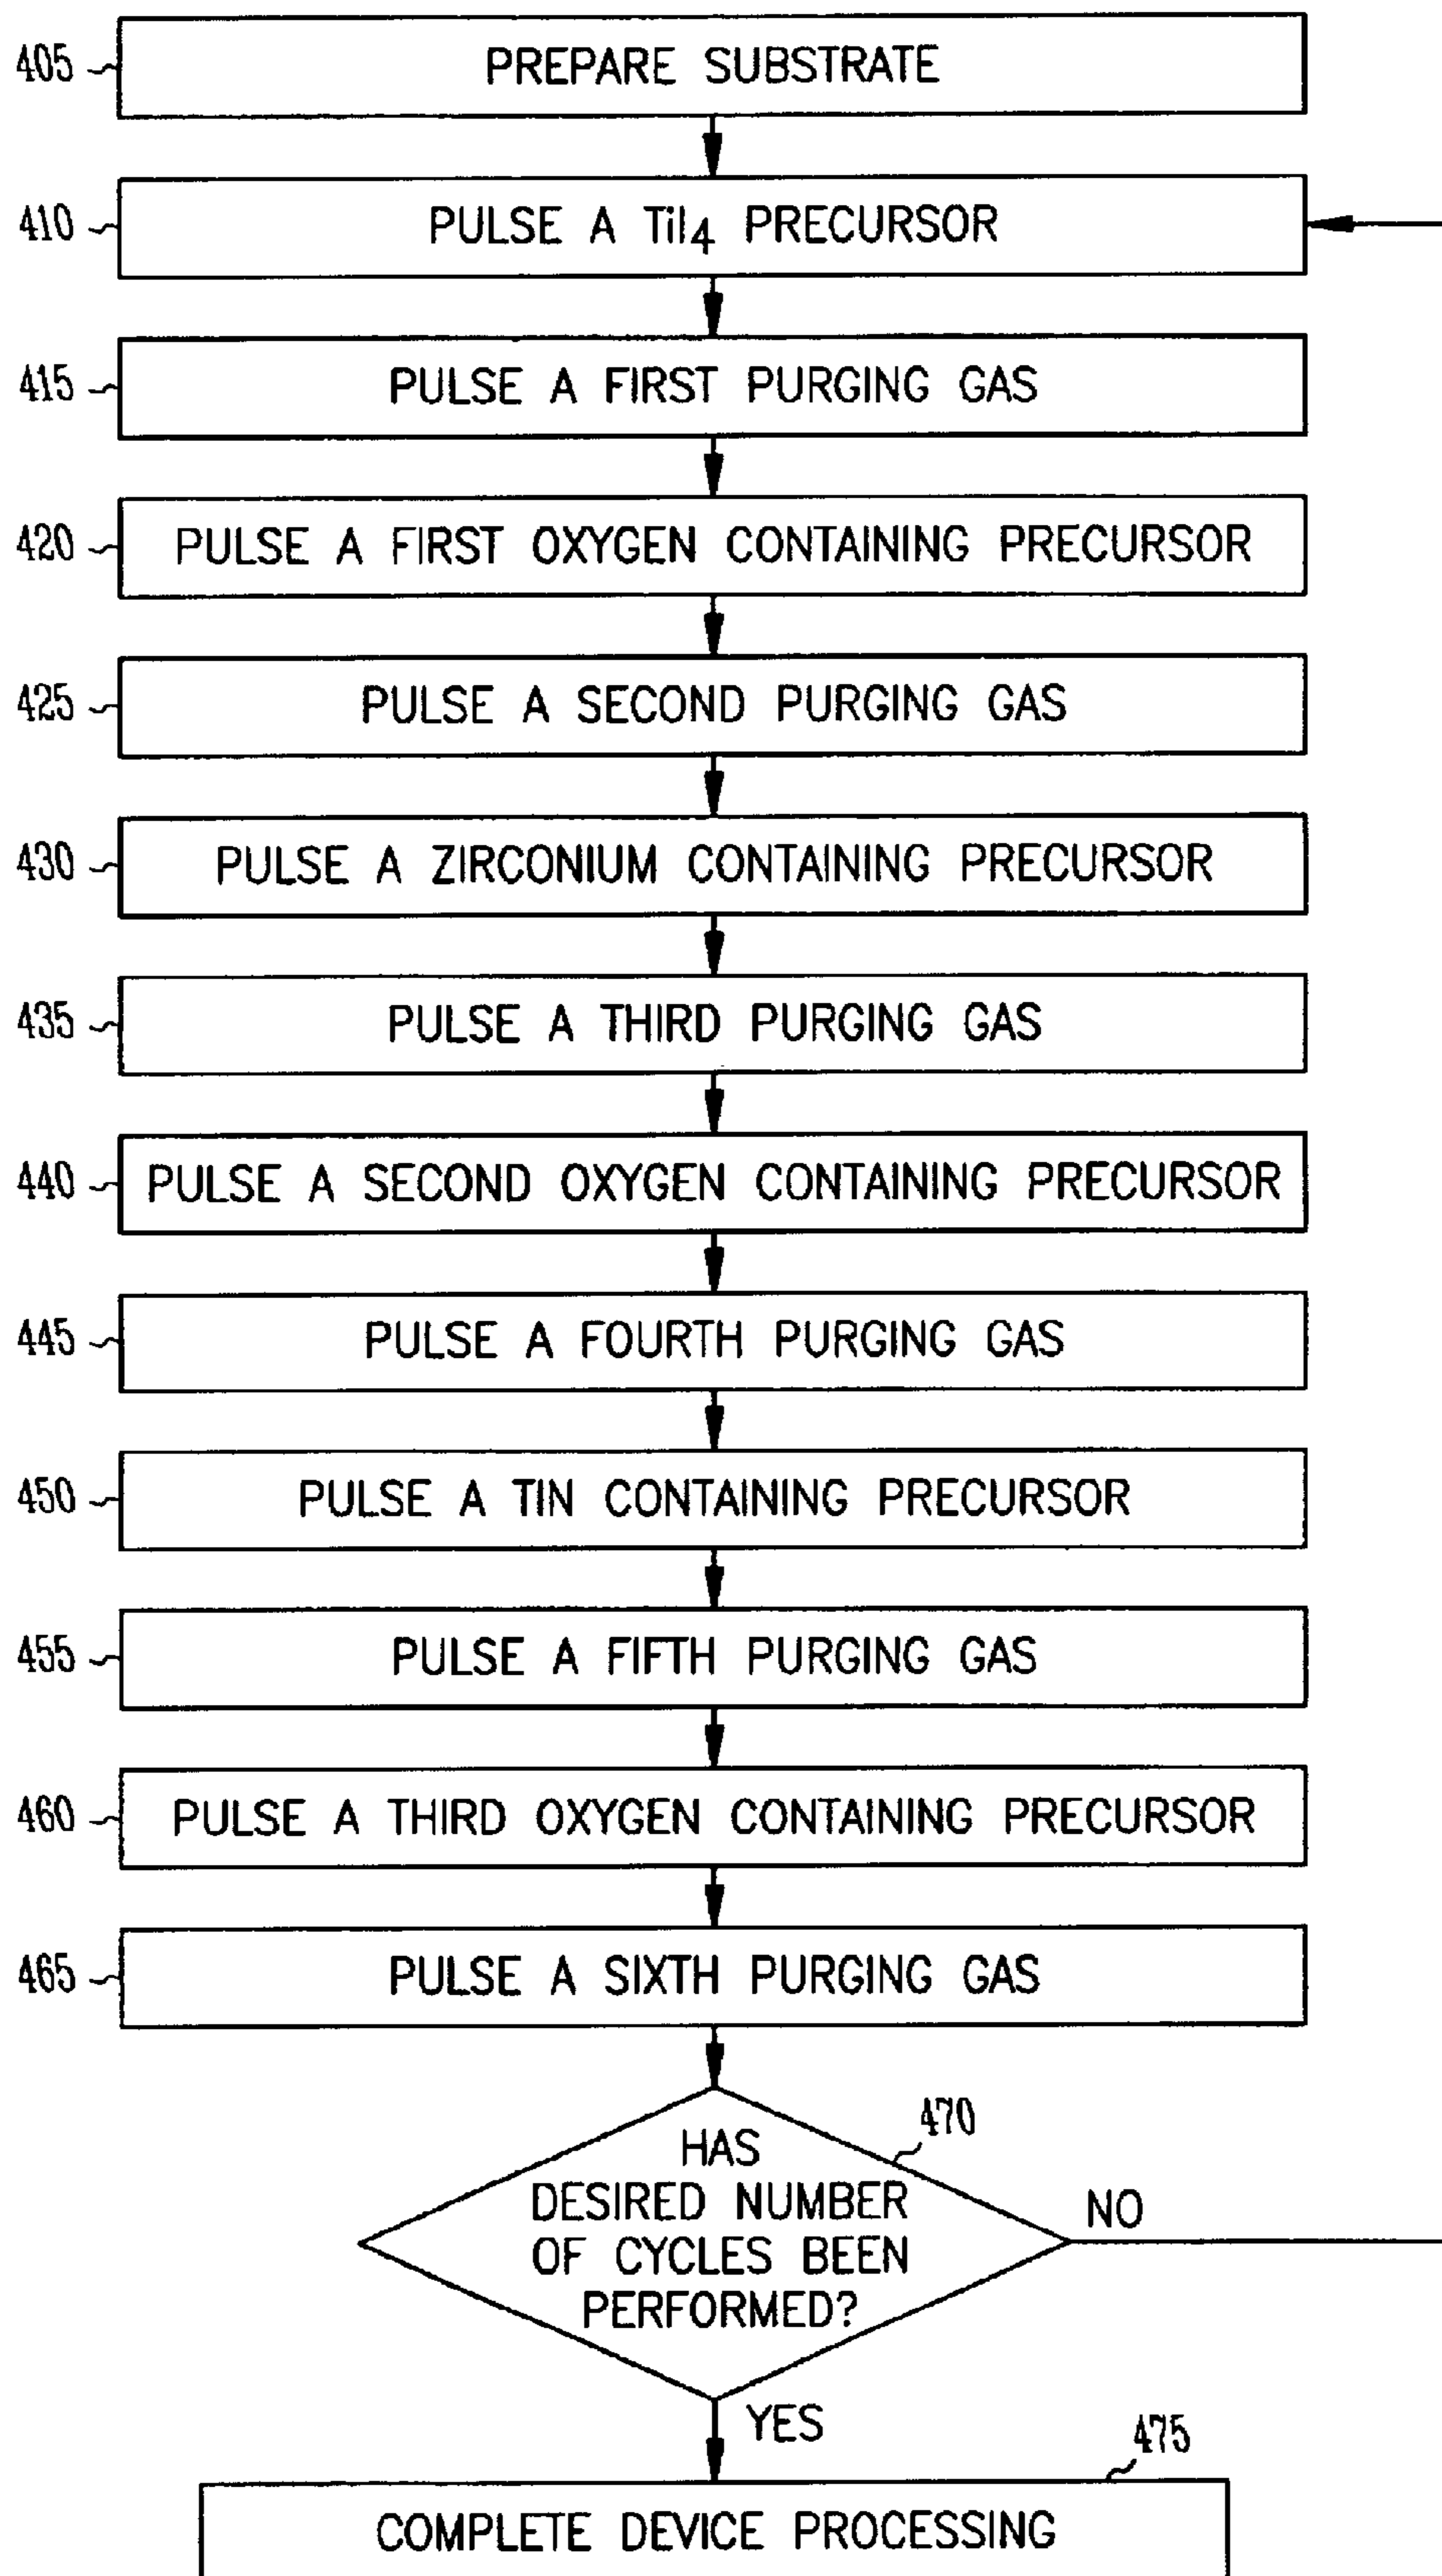 405 PREPARE SUBSTRATE
410 PULSE A TiI4 PRECURSOR
415 PULSE A FIRST PURGING GAS
420 PULSE A FIRST OXYGEN CONTAINING PRECURSOR
425 PULSE A SECOND PURGING GAS
430 PULSE A ZIRCONIUM CONTAINING PRECURSOR
435 PULSE A THIRD PURGING GAS
440 PULSE A SECOND OXYGEN CONTAINING PRECURSOR
445 PULSE A FOURTH PURGING GAS
450 PULSE A TIN CONTAINING PRECURSOR
455 PULSE A FIFTH PURGING GAS
460 PULSE A THIRD OXYGEN CONTAINING PRECURSOR
465 PULSE A SIXTH PURGING GAS
470
HAS
DESIRED NUMBER
OF CYCLES BEEN
PERFORMED?
NO
YES
475
COMPLETE DEVICE PROCESSING